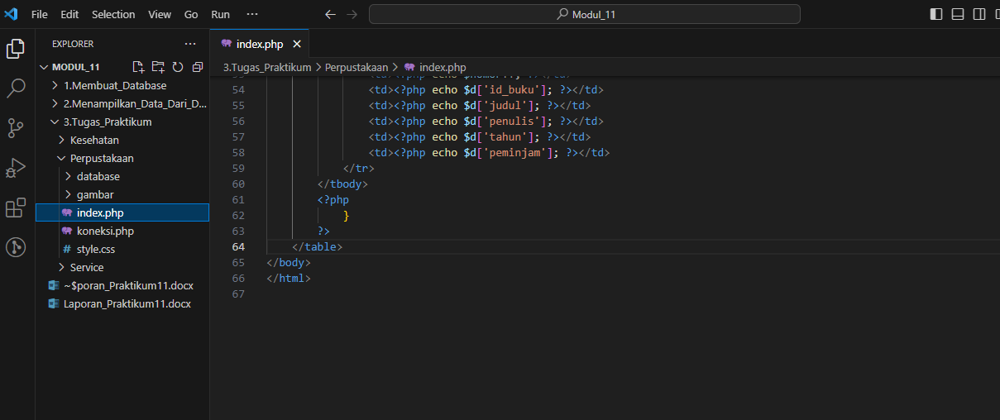 File Edit Selection View Go Run ··· Modul_11
EXPLORER ···
index.php
MODUL_11
3.Tugas_Praktikum > Perpustakaan > index.php
1.Membuat_Database
2.Menampilkan_Data_Dari_D...
3.Tugas_Praktikum
Kesehatan
Perpustakaan
database
gambar
index.php
koneksi.php
style.css
Service
~$poran_Praktikum11.docx
Laporan_Praktikum11.docx
54 <td><?php echo $d['id_buku']; ?></td>
55 <td><?php echo $d['judul']; ?></td>
56 <td><?php echo $d['penulis']; ?></td>
57 <td><?php echo $d['tahun']; ?></td>
58 <td><?php echo $d['peminjam']; ?></td>
59 </tr>
60 </tbody>
61 <?php
62 }
63 ?>
64 </table>
65 </body>
66 </html>
67